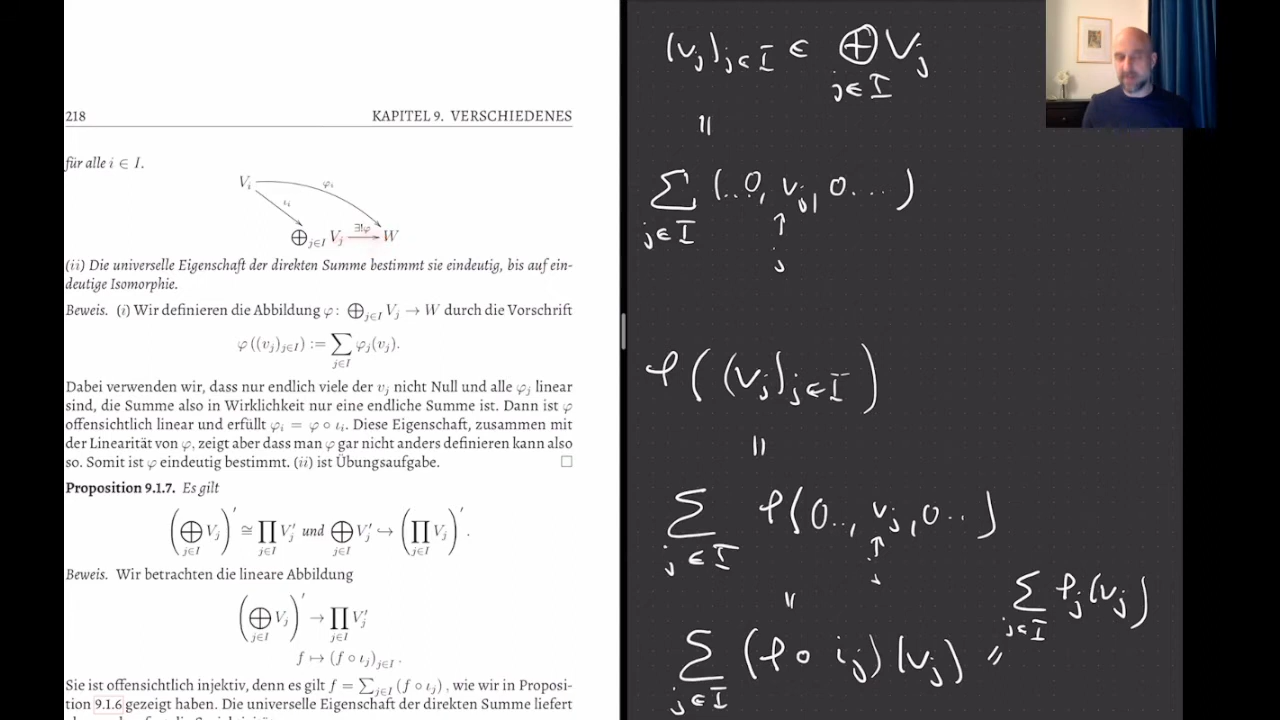 218 KAPITEL 9. VERSCHIEDENES
für alle i ∈ I.
V_i φ_i
ι_i
⊕_{j∈I} V_j ∃!φ W
(ii) Die universelle Eigenschaft der direkten Summe bestimmt sie eindeutig, bis auf ein-
deutige Isomorphie.
Beweis. (i) Wir definieren die Abbildung φ: ⊕_{j∈I} V_j → W durch die Vorschrift
φ((v_j)_{j∈I}) := ∑_{j∈I} φ_j(v_j).
Dabei verwenden wir, dass nur endlich viele der v_j nicht Null und alle φ_j linear
sind, die Summe also in Wirklichkeit nur eine endliche Summe ist. Dann ist φ
offensichtlich linear und erfüllt φ_i = φ ∘ ι_i. Diese Eigenschaft, zusammen mit
der Linearität von φ, zeigt aber dass man φ gar nicht anders definieren kann also
so. Somit ist φ eindeutig bestimmt. (ii) ist Übungsaufgabe. □
Proposition 9.1.7. Es gilt
(⊕_{j∈I} V_j)′ ≅ ∏_{j∈I} V_j′ und ⊕_{j∈I} V_j′ ↪ (∏_{j∈I} V_j)′.
Beweis. Wir betrachten die lineare Abbildung
(⊕_{j∈I} V_j)′ → ∏_{j∈I} V_j′
f ↦ (f ∘ ι_j)_{j∈I}.
Sie ist offensichtlich injektiv, denn es gilt f = ∑_{j∈I} (f ∘ ι_j), wie wir in Proposi-
tion 9.1.6 gezeigt haben. Die universelle Eigenschaft der direkten Summe liefert
(v_j)_{j∈I} ∈ ⊕_{j∈I} V_j
=
∑_{j∈I} (..0, v_j, 0...)
↑
j
φ((v_j)_{j∈I})
=
∑_{j∈I} φ(0.., v_j, 0..)
↑
j
=
∑_{j∈I} (φ ∘ i_j)(v_j) = ∑_{j∈I} φ_j(v_j)